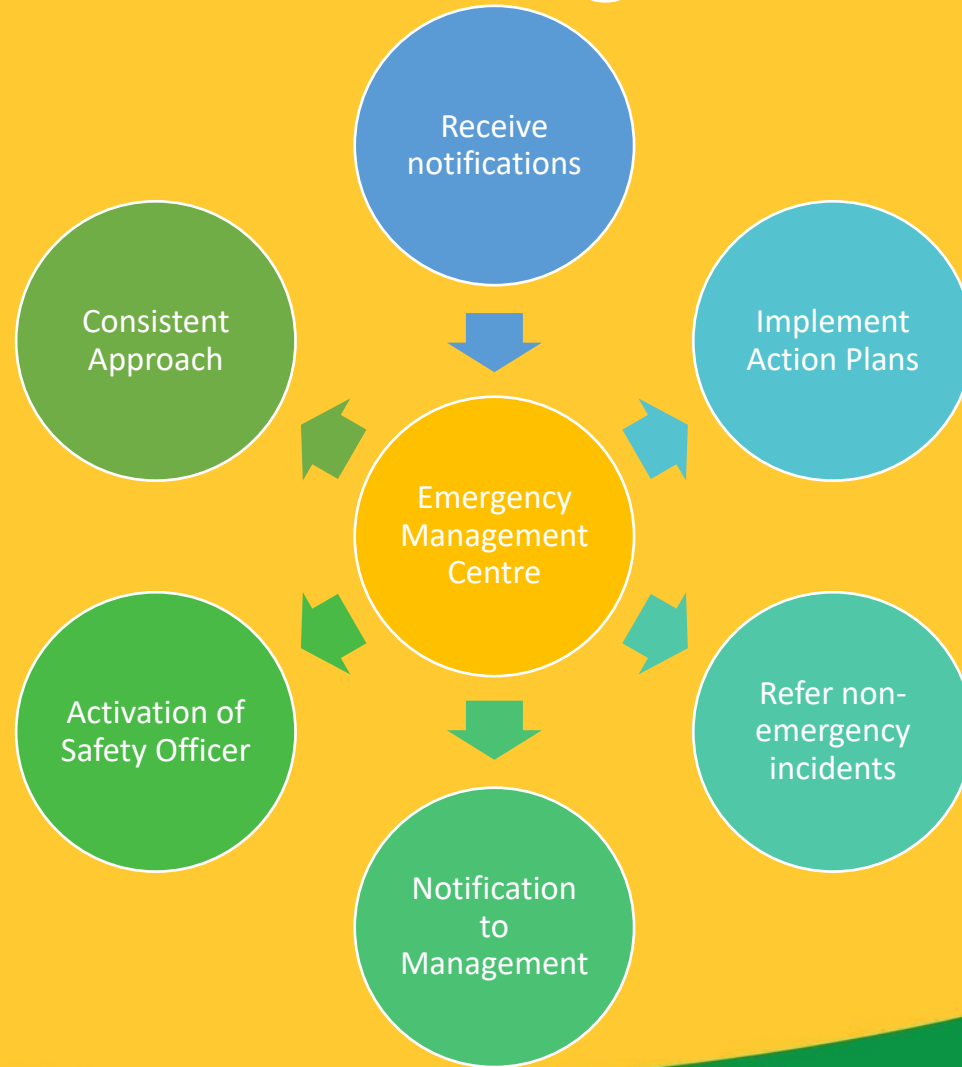 Receive
notifications
Consistent
Approach
Implement
Action Plans
Emergency
Management
Centre
Activation of
Safety Officer
Refer non-
emergency
incidents
Notification
to
Management